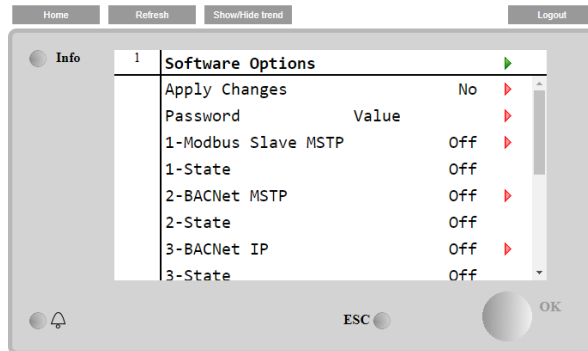 Home Refresh Show/Hide trend Logout
Info 1 Software Options
Apply Changes No
Password Value
1-Modbus Slave MSTP Off
1-State Off
2-BACNet MSTP Off
2-State Off
3-BACNet IP Off
3-State Off
ESC OK